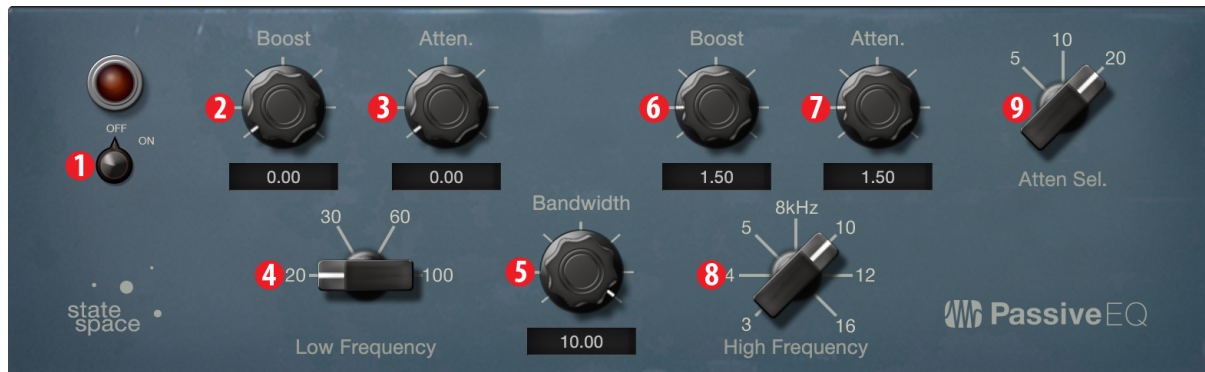 Boost
Atten.
Boost
Atten.
5
10
20
OFF
ON
1
2
3
6
7
9
0.00
0.00
1.50
1.50
Atten Sel.
Bandwidth
30
60
8kHz
5
10
4
20
100
5
8
4
12
state
space
3
16
PassiveEQ
10.00
Low Frequency
High Frequency